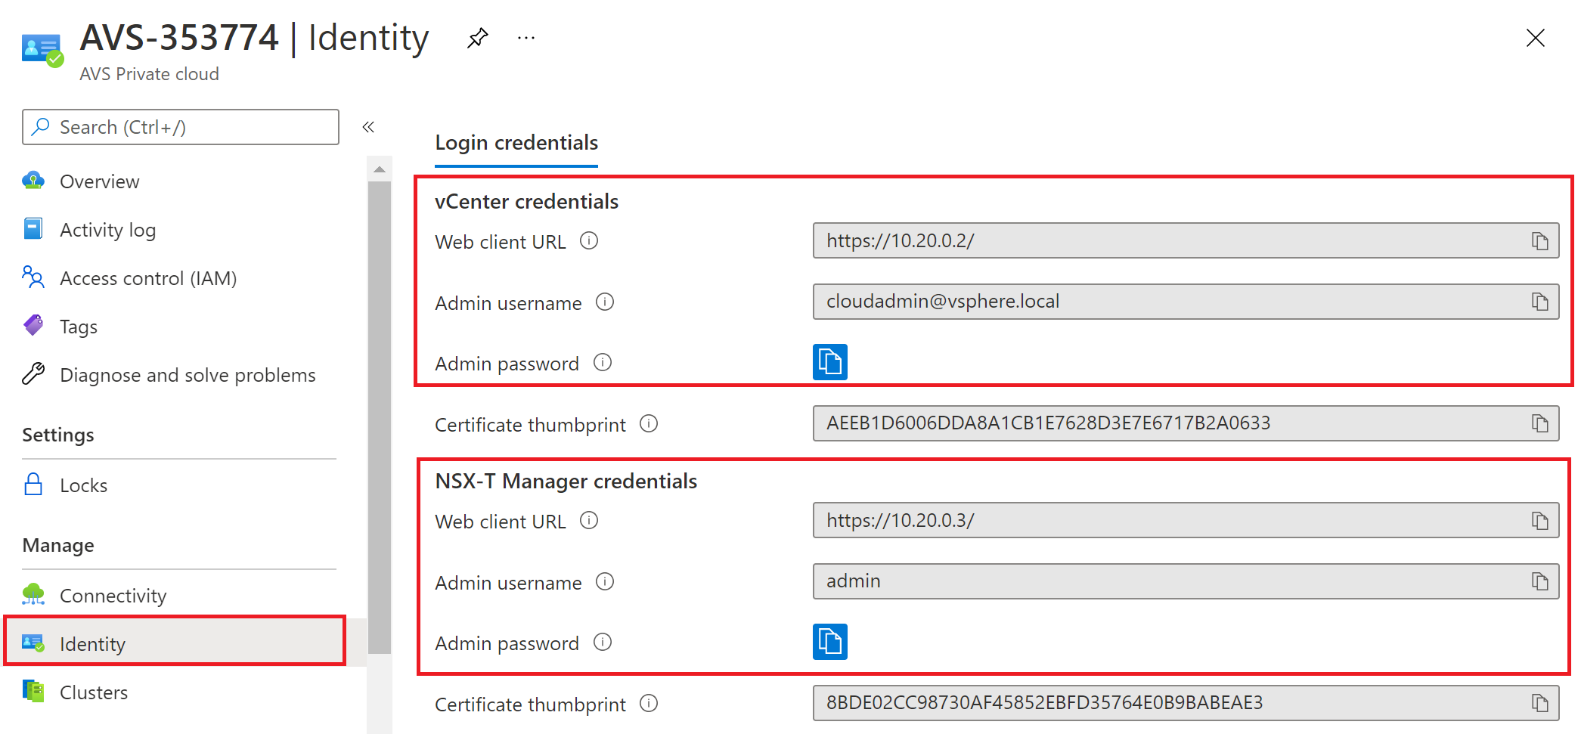 AVS-353774 | Identity
AVS Private cloud
Search (Ctrl+/)
Overview
Activity log
Access control (IAM)
Tags
Diagnose and solve problems
Settings
Locks
Manage
Connectivity
Identity
Clusters
Login credentials
vCenter credentials
Web client URL
https://10.20.0.2/
Admin username
cloudadmin@vsphere.local
Admin password
Certificate thumbprint
AEEB1D6006DDA8A1CB1E7628D3E7E6717B2A0633
NSX-T Manager credentials
Web client URL
https://10.20.0.3/
Admin username
admin
Admin password
Certificate thumbprint
8BDE02CC98730AF45852EBFD35764E0B9BABEAE3